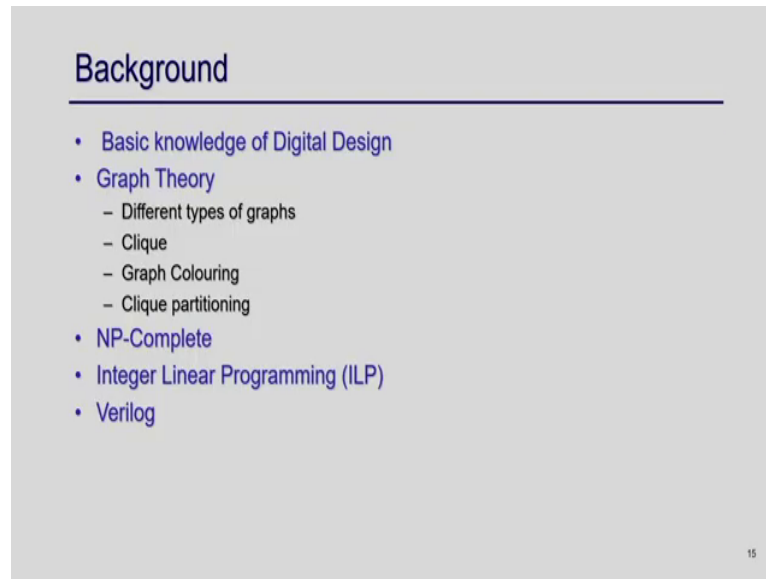 Background
• Basic knowledge of Digital Design
• Graph Theory
– Different types of graphs
– Clique
– Graph Colouring
– Clique partitioning
• NP-Complete
• Integer Linear Programming (ILP)
• Verilog
15